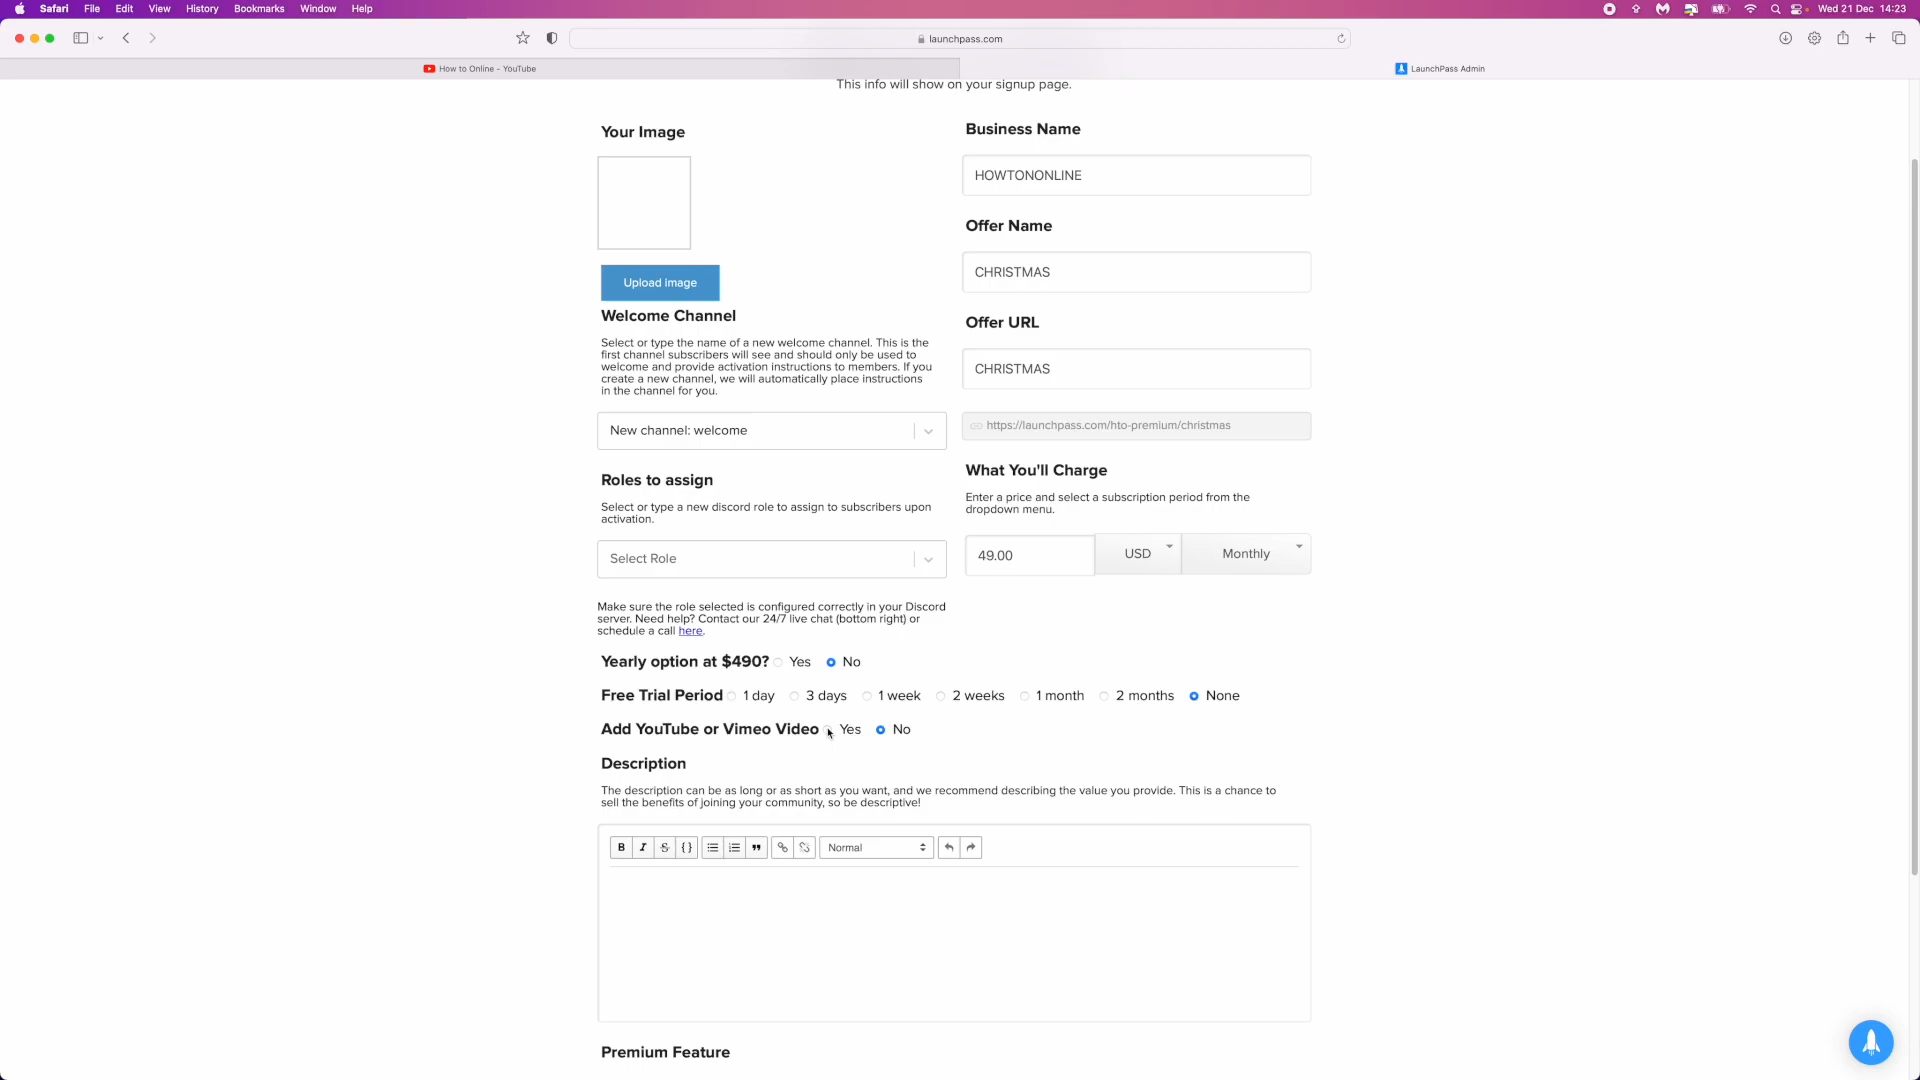 Safari File Edit View History Bookmarks Window Help Wed 21 Dec 14:23
launchpass.com
How to Online - YouTube LaunchPass Admin
This info will show on your signup page.
Your Image
Upload image
Welcome Channel
Select or type the name of a new welcome channel. This is the
first channel subscribers will see and should only be used to
welcome and provide activation instructions to members. If you
create a new channel, we will automatically place instructions
in the channel for you.
New channel: welcome
Roles to assign
Select or type a new discord role to assign to subscribers upon
activation.
Select Role
Make sure the role selected is configured correctly in your Discord
server. Need help? Contact our 24/7 live chat (bottom right) or
schedule a call here.
Business Name
HOWTONONLINE
Offer Name
CHRISTMAS
Offer URL
CHRISTMAS
https://launchpass.com/hto-premium/christmas
What You'll Charge
Enter a price and select a subscription period from the
dropdown menu.
49.00 USD Monthly
Yearly option at $490? Yes No
Free Trial Period 1 day 3 days 1 week 2 weeks 1 month 2 months None
Add YouTube or Vimeo Video Yes No
Description
The description can be as long or as short as you want, and we recommend describing the value you provide. This is a chance to
sell the benefits of joining your community, so be descriptive!
B I S {} Normal
Premium Feature